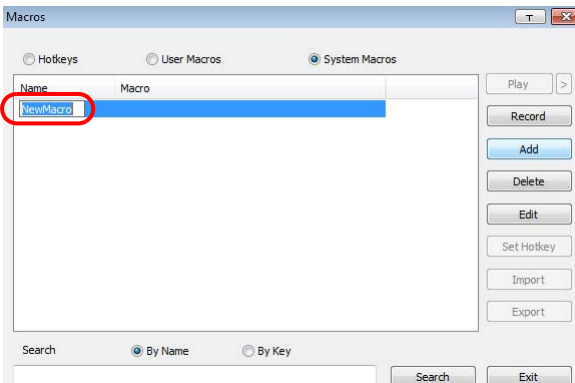 Macros
T X
Hotkeys User Macros System Macros
Name Macro
NewMacro
Play >
Record
Add
Delete
Edit
Set Hotkey
Import
Export
Search By Name By Key
Search Exit